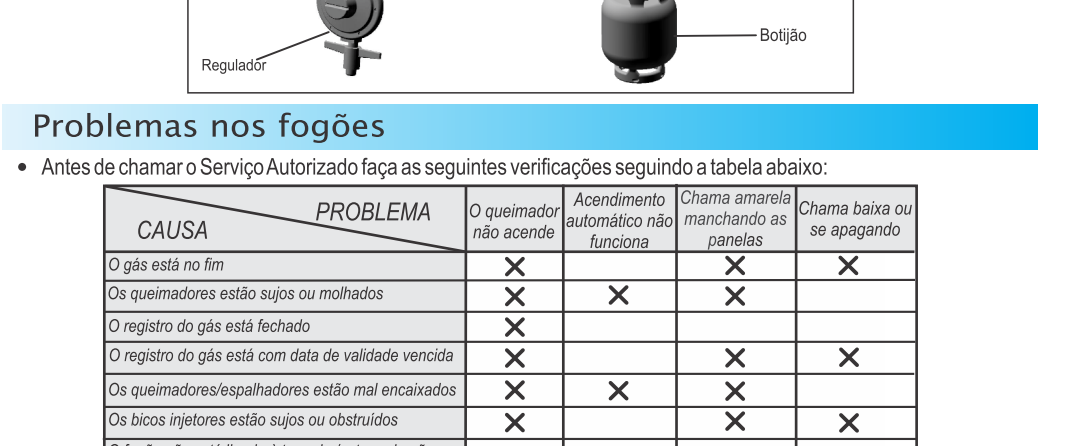 Regulador
Botijão
Problemas nos fogões
• Antes de chamar o Serviço Autorizado faça as seguintes verificações seguindo a tabela abaixo:
PROBLEMA
CAUSA
O queimador
não acende
Acendimento
automático não
funciona
Chama amarela
manchando as
panelas
Chama baixa ou
se apagando
O gás está no fim
Os queimadores estão sujos ou molhados
O registro do gás está fechado
O registro do gás está com data de validade vencida
Os queimadores/espalhadores estão mal encaixados
Os bicos injetores estão sujos ou obstruídos